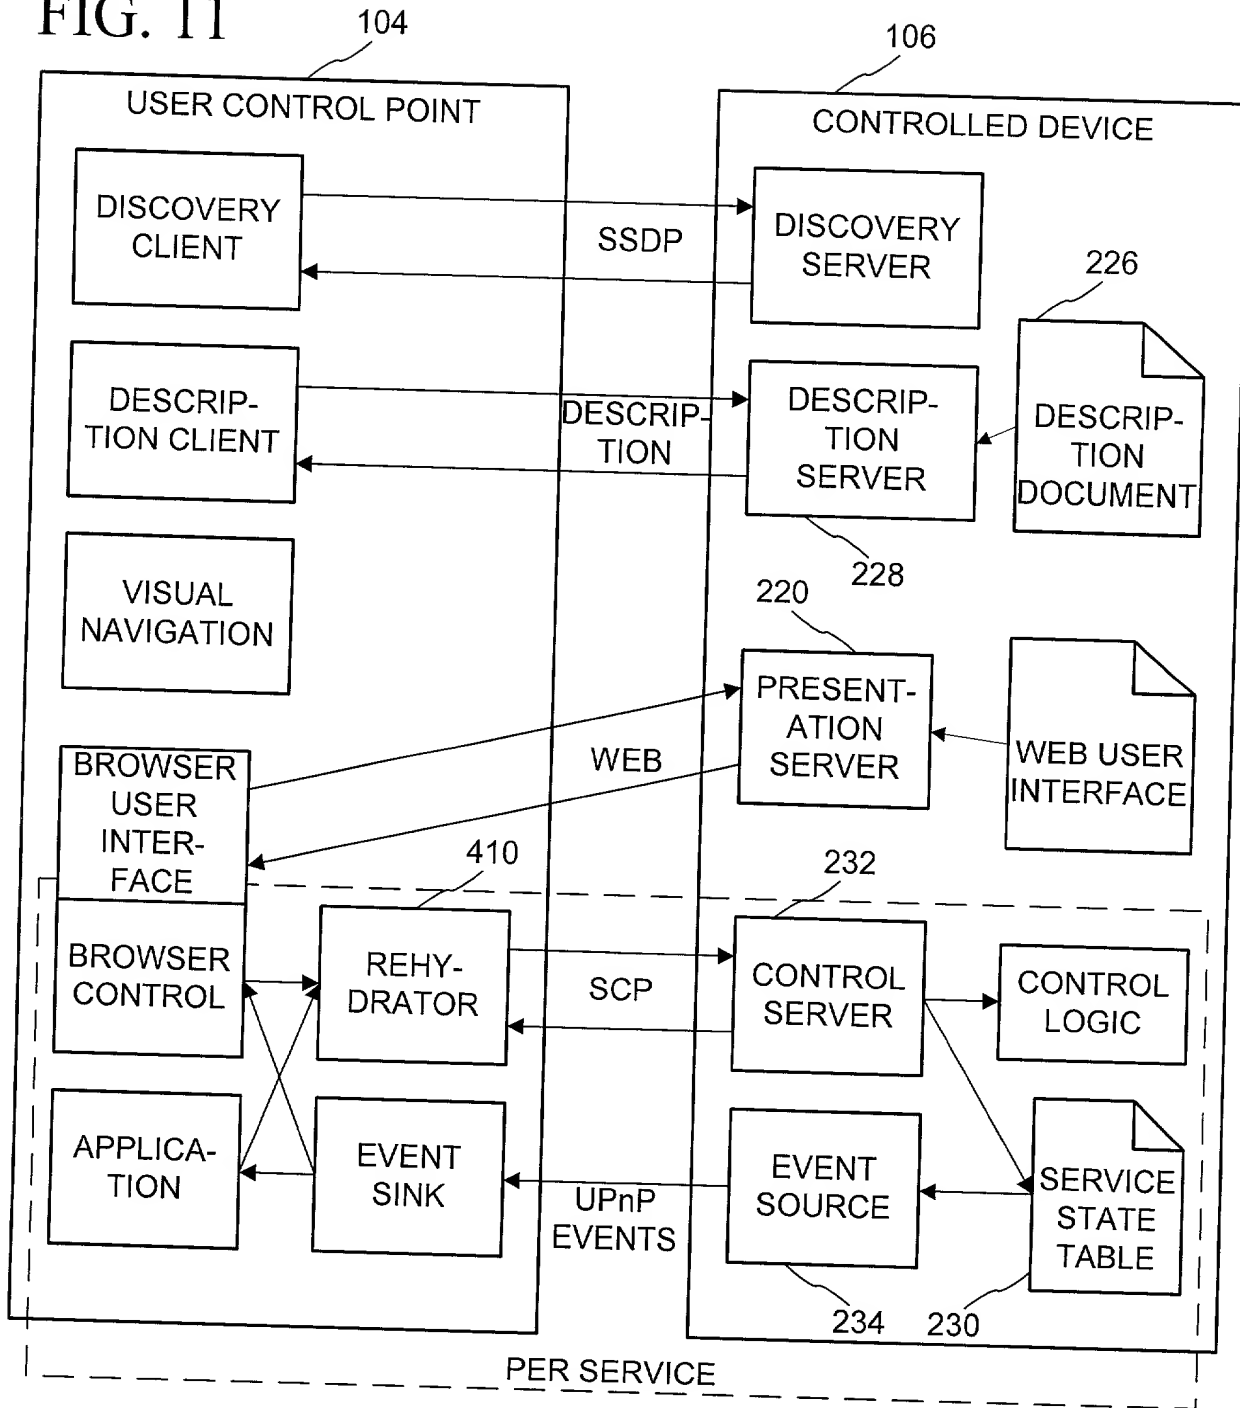 FIG. 11
104
106
USER CONTROL POINT
CONTROLLED DEVICE
DISCOVERY
CLIENT
SSDP
DISCOVERY
SERVER
226
DESCRIP-
TION CLIENT
DESCRIP-
TION
DESCRIP-
TION
SERVER
DESCRIP-
TION
DOCUMENT
228
VISUAL
NAVIGATION
220
PRESENT-
ATION
SERVER
WEB USER
INTERFACE
WEB
BROWSER
USER
INTER-
FACE
410
232
BROWSER
CONTROL
REHY-
DRATOR
SCP
CONTROL
SERVER
CONTROL
LOGIC
APPLICA-
TION
EVENT
SINK
UPnP
EVENTS
EVENT
SOURCE
SERVICE
STATE
TABLE
234
230
PER SERVICE